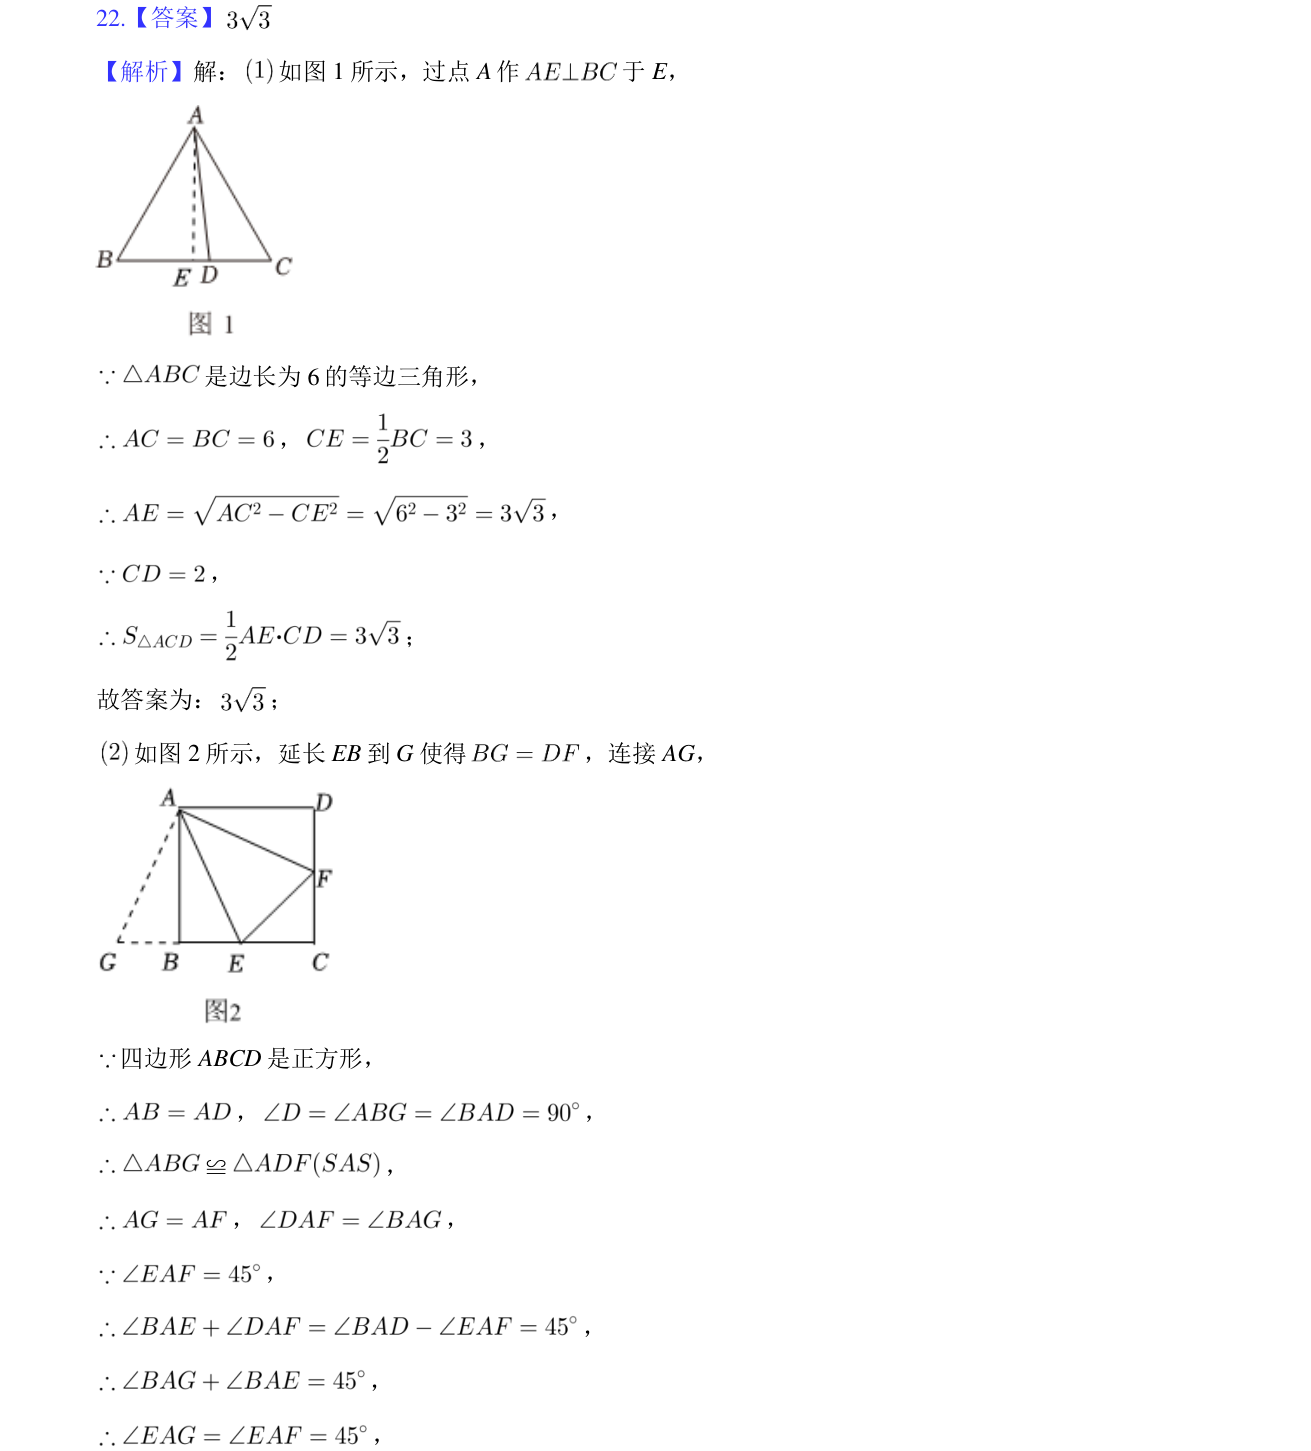 22.【答案】3√3
【解析】解：(1)如图 1 所示，过点 A 作 AE⊥BC 于 E，
A
B
E D
C
图 1
∵△ABC 是边长为 6 的等边三角形，
∴AC = BC = 6，CE = 1/2 BC = 3，
∴AE = √(AC² − CE²) = √(6² − 3²) = 3√3，
∵CD = 2，
∴S△ACD = 1/2 AE·CD = 3√3；
故答案为：3√3；
(2)如图 2 所示，延长 EB 到 G 使得 BG = DF，连接 AG，
A
D
F
G B E C
图2
∵四边形 ABCD 是正方形，
∴AB = AD，∠D = ∠ABG = ∠BAD = 90°，
∴△ABG≌△ADF(SAS)，
∴AG = AF，∠DAF = ∠BAG，
∵∠EAF = 45°，
∴∠BAE + ∠DAF = ∠BAD − ∠EAF = 45°，
∴∠BAG + ∠BAE = 45°，
∴∠EAG = ∠EAF = 45°，